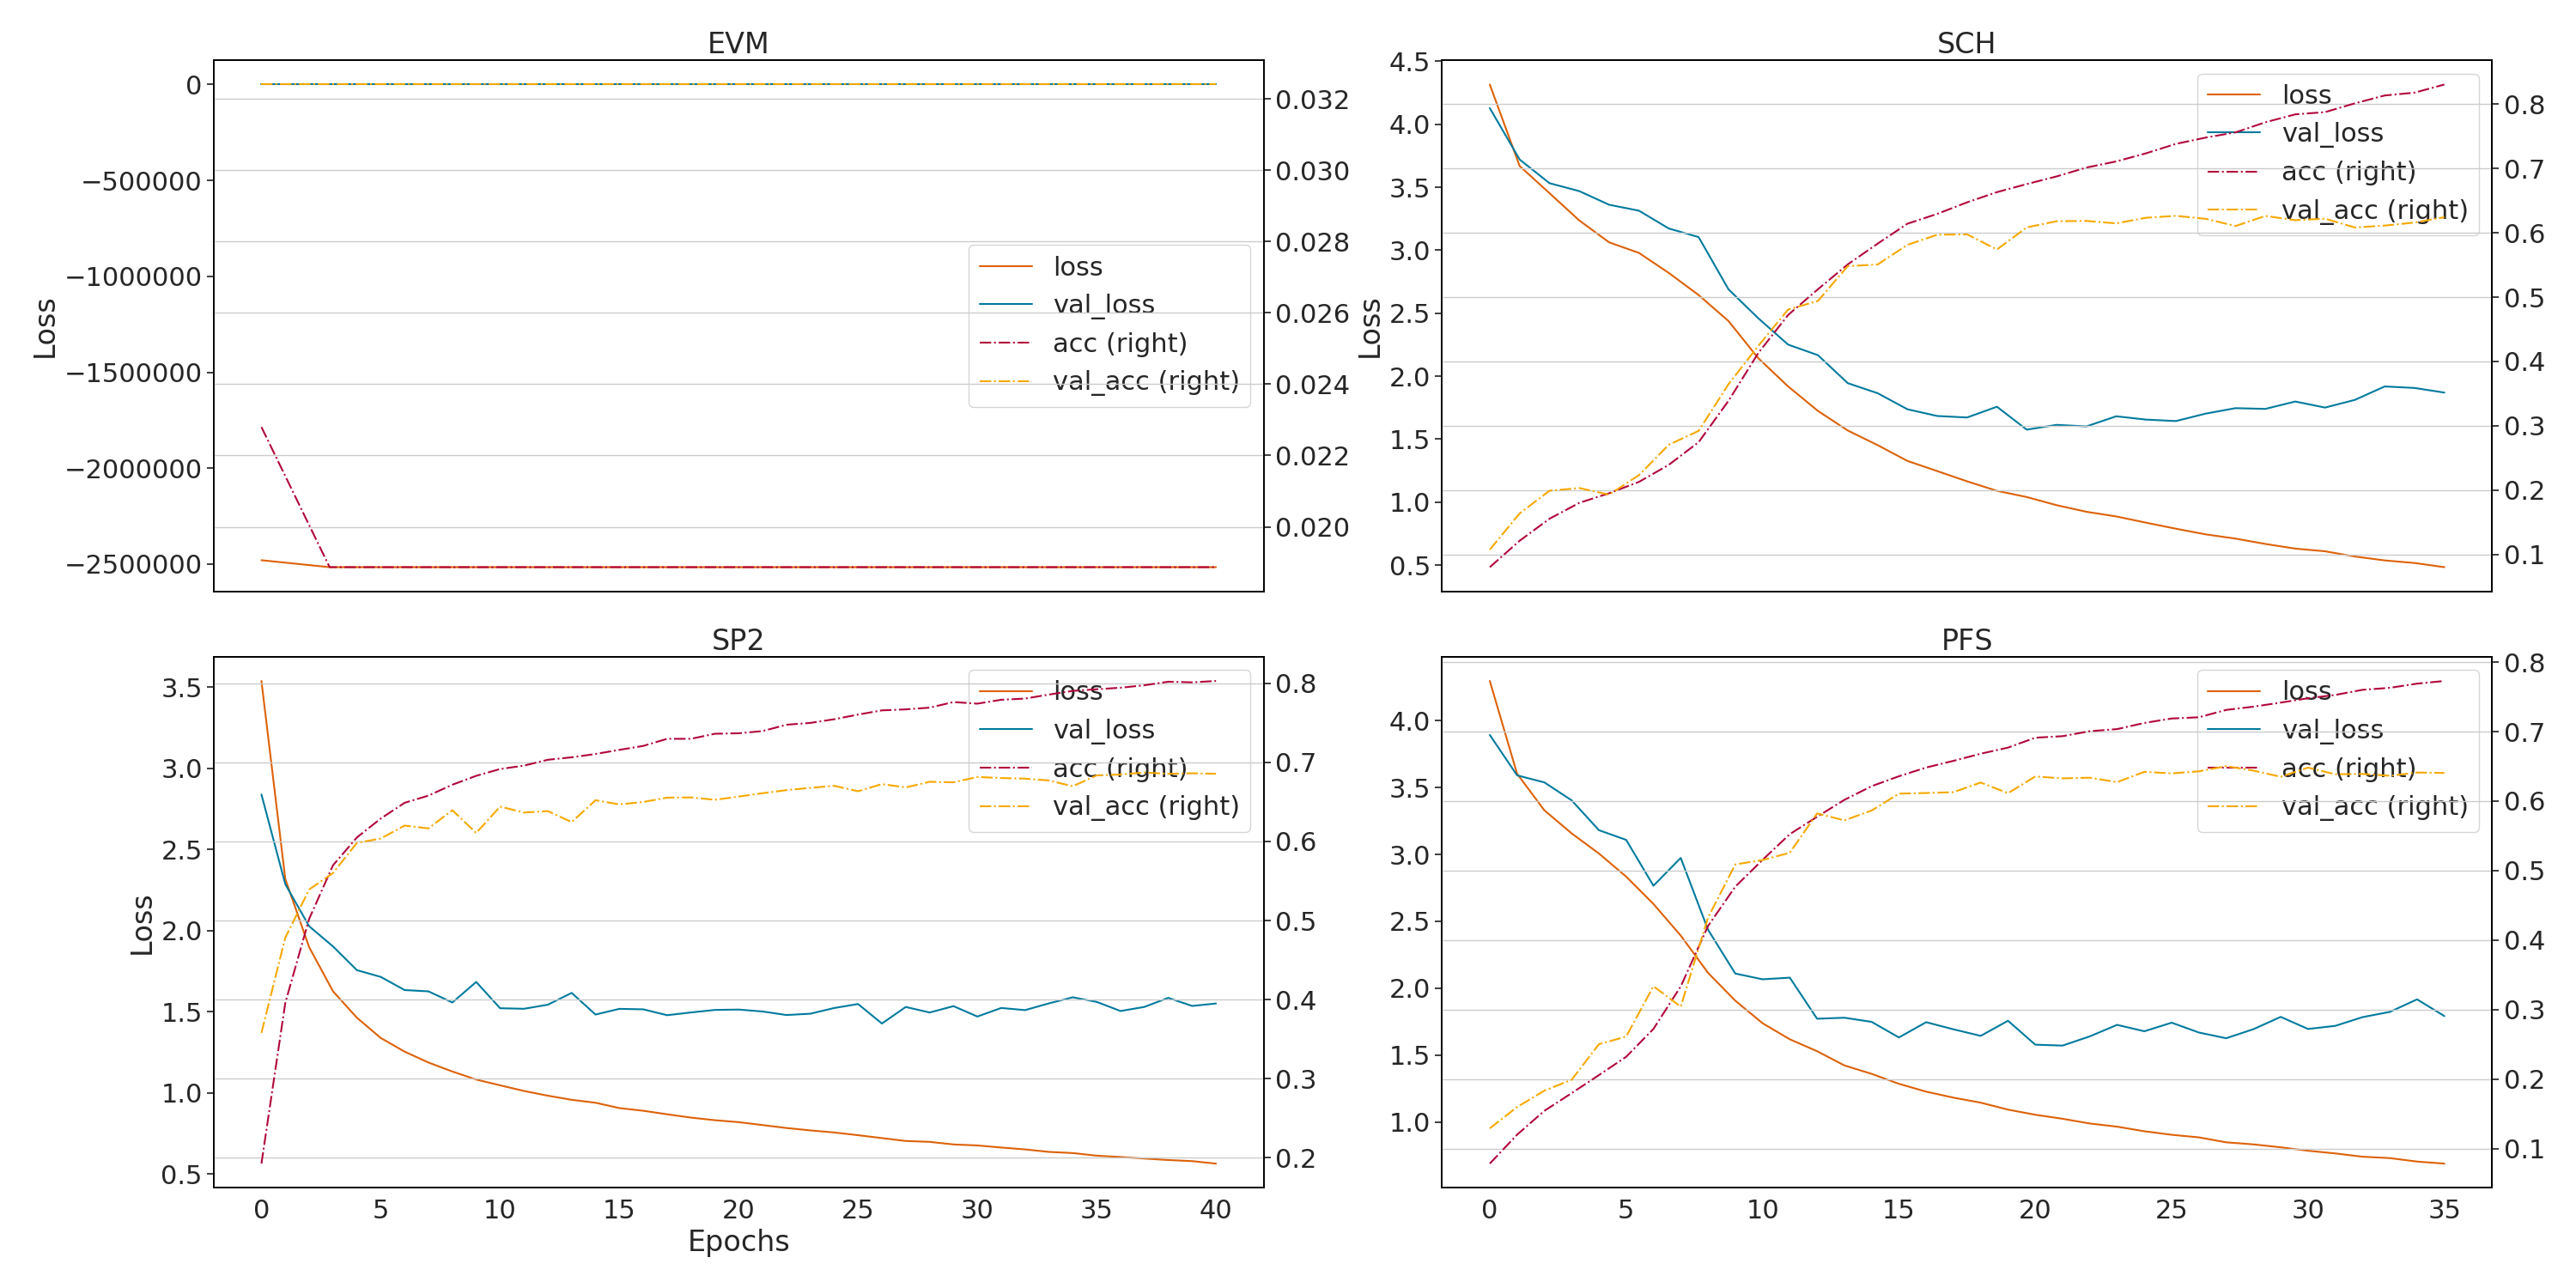 EVM
0
−500000
−1000000
−1500000
−2000000
−2500000
Loss
0.032
0.030
0.028
0.026
0.024
0.022
0.020
loss
val_loss
acc (right)
val_acc (right)
SCH
4.5
4.0
3.5
3.0
2.5
2.0
1.5
1.0
0.5
Loss
0.8
0.7
0.6
0.5
0.4
0.3
0.2
0.1
loss
val_loss
acc (right)
val_acc (right)
SP2
3.5
3.0
2.5
2.0
1.5
1.0
0.5
Loss
0.8
0.7
0.6
0.5
0.4
0.3
0.2
loss
val_loss
acc (right)
val_acc (right)
0 5 10 15 20 25 30 35 40
Epochs
PFS
4.0
3.5
3.0
2.5
2.0
1.5
1.0
0.8
0.7
0.6
0.5
0.4
0.3
0.2
0.1
loss
val_loss
acc (right)
val_acc (right)
0 5 10 15 20 25 30 35